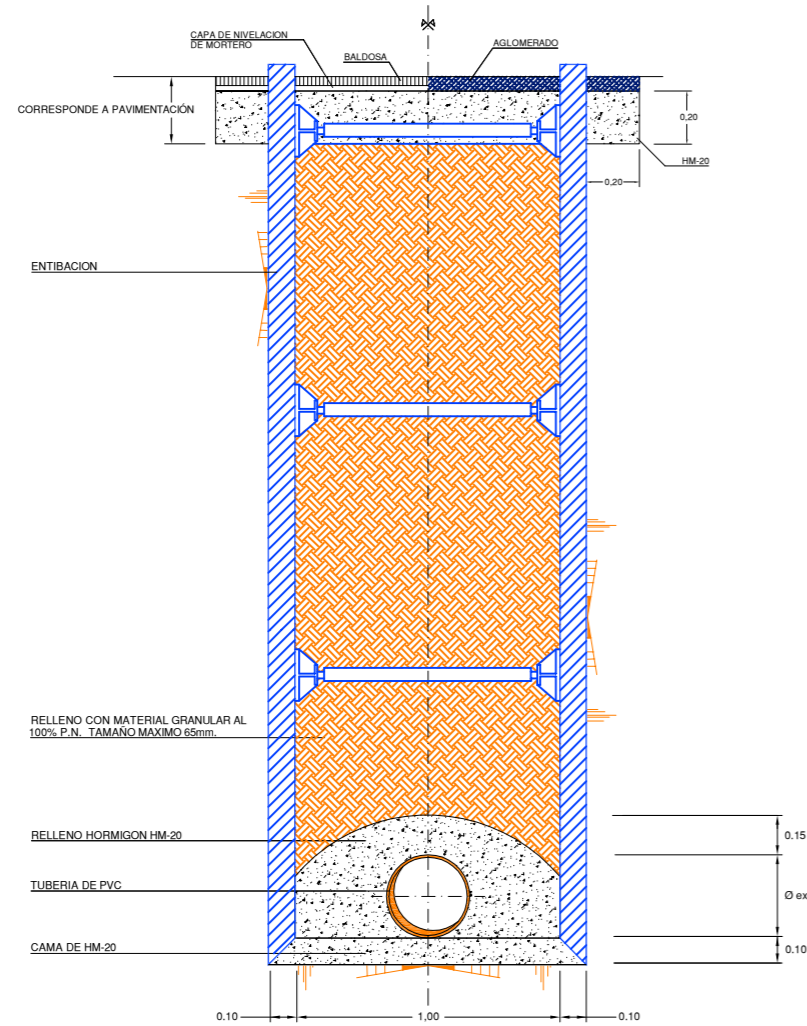 CAPA DE NIVELACION
DE MORTERO
BALDOSA
AGLOMERADO
CORRESPONDE A PAVIMENTACIÓN
0,20
HM-20
0,20
ENTIBACION
RELLENO CON MATERIAL GRANULAR AL
100% P.N. TAMAÑO MAXIMO 65mm.
RELLENO HORMIGON HM-20
0.15
TUBERIA DE PVC
Ø ex
CAMA DE HM-20
0.10
0.10
1,00
0.10